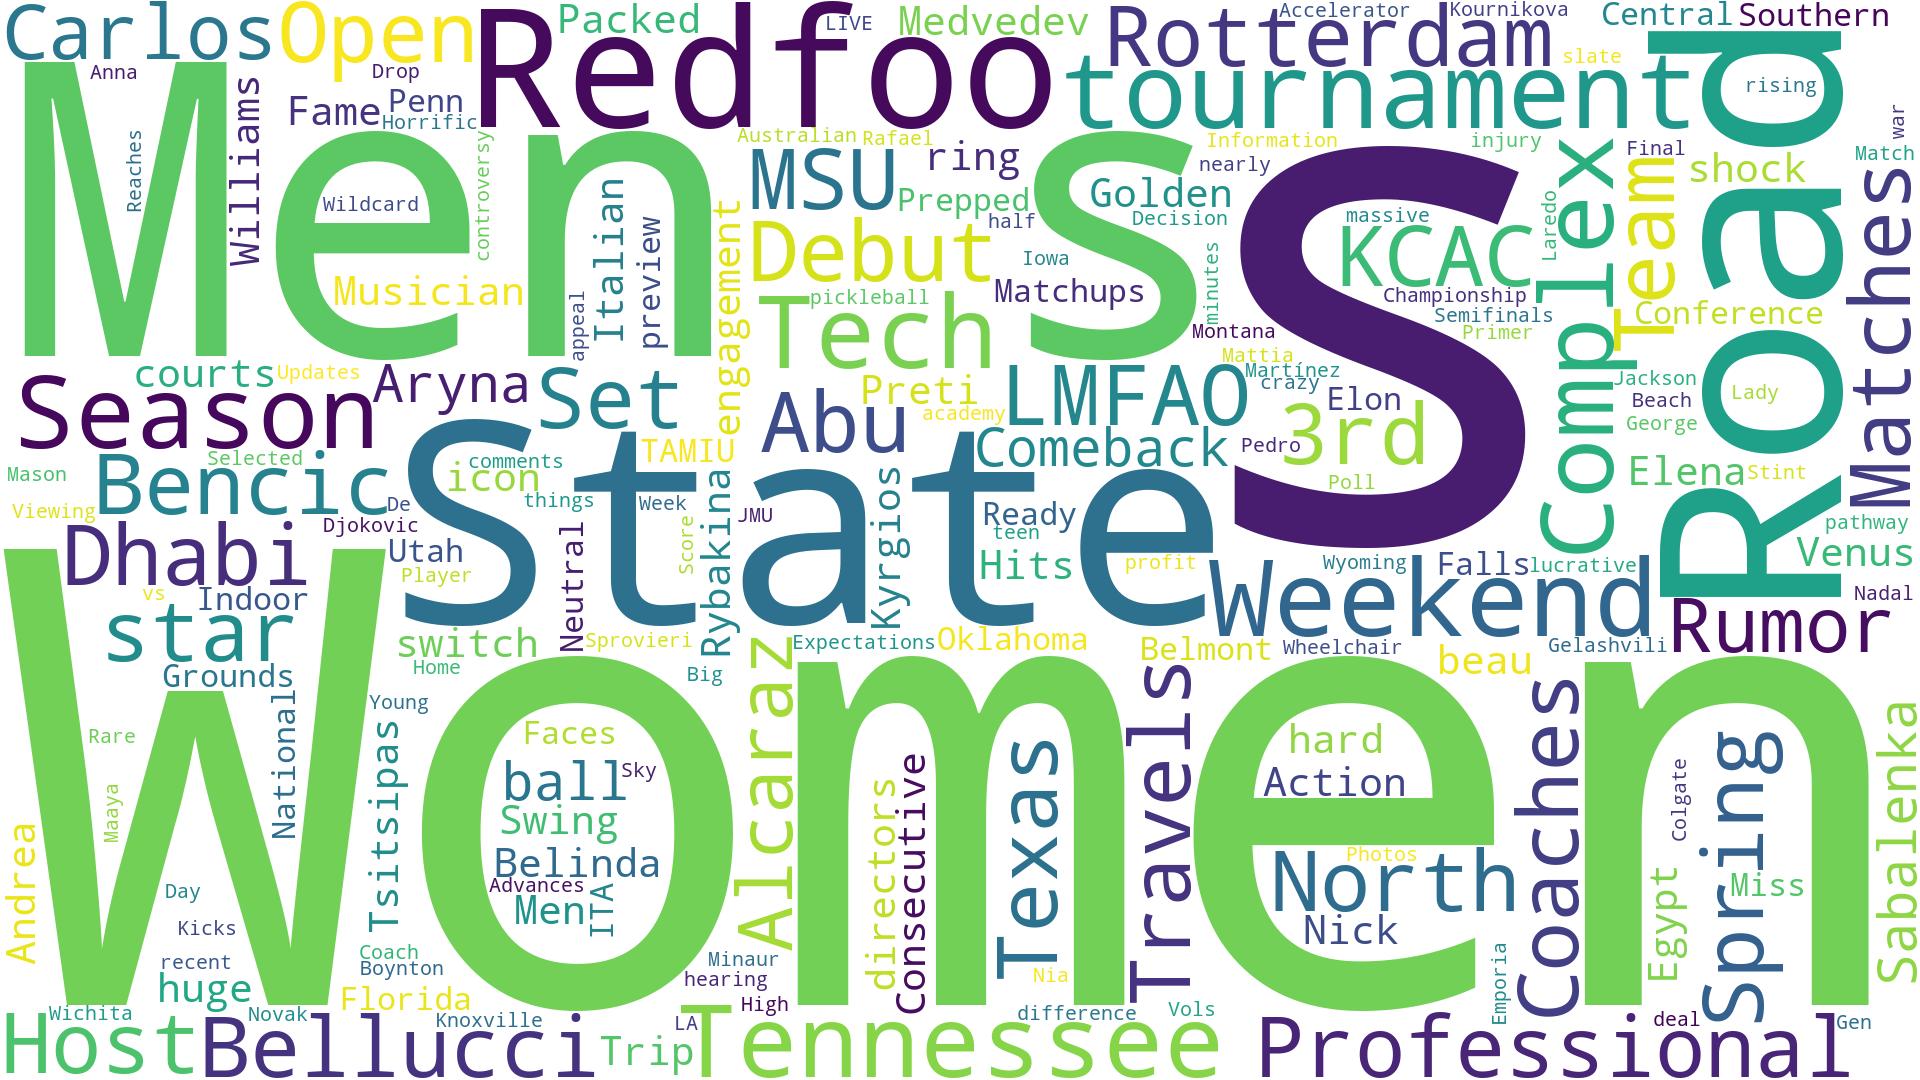 Carlos
Open
Redfoo
Packed
LIVE
Medvedev
Rotterdam
Accelerator
Kournikova
Central
Southern
slate
Anna
Drop
Men
s
S
Fame
Penn
Horrific
tournament
Road
rising
Williams
Reaches
controversy
Wildcard
Musician
Italian
preview
appeal
engagement
Australian
Rafael
MSU
ring
Prepped
half
Debut
Iowa
Tech
pickleball
Matchups
minutes
Information
nearly
Golden
Decision
injury
massive
KCAC
Championship
Semifinals
Primer
Laredo
Complex
Team
Final
shock
Conference
Match
war
Matches
Montana
Mattia
Martínez
crazy
Elon
3rd
Pedro
Poll
Jackson
Beach
George
Lady
Elena
Stint
pathway
Venus
Nadal
courts
Updates
Season
Aryna
Set
Abu
Preti
academy
LMFAO
Comeback
Mason
Selected
Bencic
Viewing
De
Djokovic
icon
comments
things
State
TAMIU
Week
Score
Rybakina
JMU
Kyrgios
Ready
teen
Hits
profit
Dhabi
vs
Indoor
Utah
Player
Neutral
Weekend
Wyoming
Falls
lucrative
Rumor
star
Grounds
switch
Home
Sprovieri
Big
Expectations
Oklahoma
Belmont
Wheelchair
beau
Gelashvili
Women
National
Young
Tsitsipas
Rare
Maaya
Andrea
Day
Kicks
recent
huge
Coach
Boynton
Florida
Faces
ball
Sky
Swing
Belinda
Advances
Men
ITA
Alcaraz
directors
Consecutive
Texas
Travels
Nia
Minaur
hearing
High
hard
Action
Photos
North
Nick
Emporia
Coaches
Colgate
Egypt
Spring
Miss
Sabalenka
Host
Wichita
Bellucci
Novak
Knoxville
Trip
LA
Tennessee
difference
Vols
Professional
deal
Gen